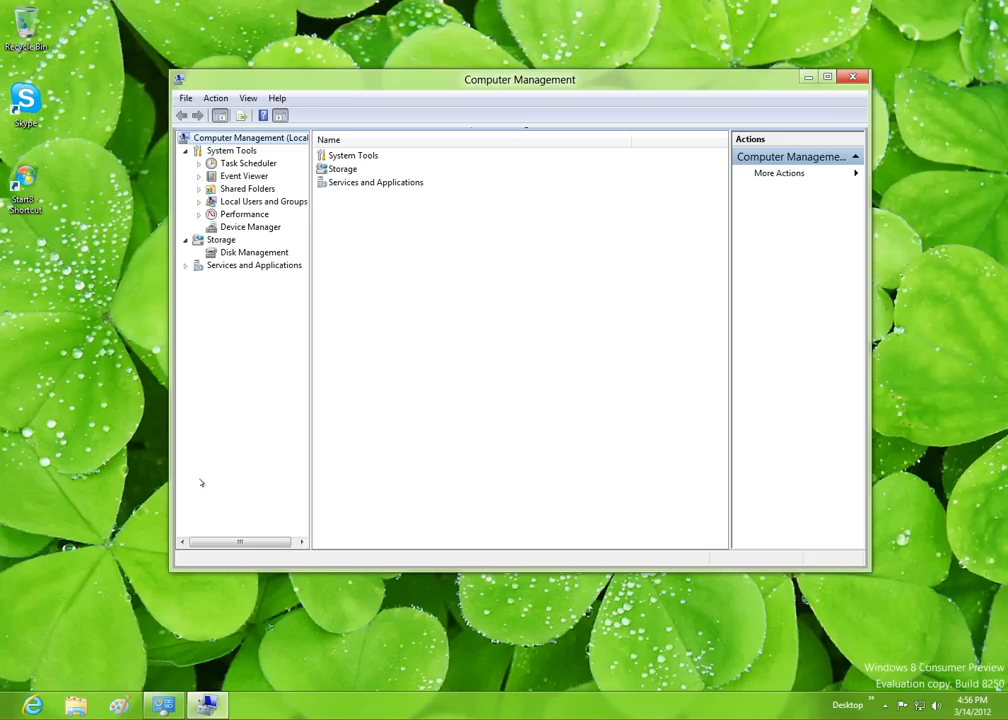 Recycle Bin
Skype
Start8
Shortcut
Computer Management
File Action View Help
Computer Management (Local
System Tools
Task Scheduler
Event Viewer
Shared Folders
Local Users and Groups
Performance
Device Manager
Storage
Disk Management
Services and Applications
Name
System Tools
Storage
Services and Applications
Actions
Computer Manageme...
More Actions
Windows 8 Consumer Preview
Evaluation copy. Build 8250
Desktop
4:56 PM
3/14/2012